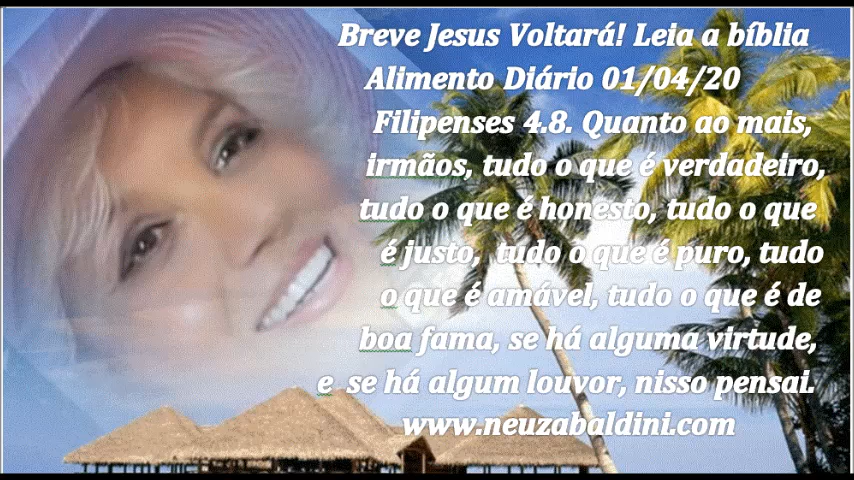 Breve Jesus Voltará! Leia a bíblia
Alimento Diário 01/04/20
Filipenses 4.8. Quanto ao mais,
irmãos, tudo o que é verdadeiro,
tudo o que é honesto, tudo o que
é justo, tudo o que é puro, tudo
o que é amável, tudo o que é de
boa fama, se há alguma virtude,
e se há algum louvor, nisso pensai.
www.neuzabaldini.com